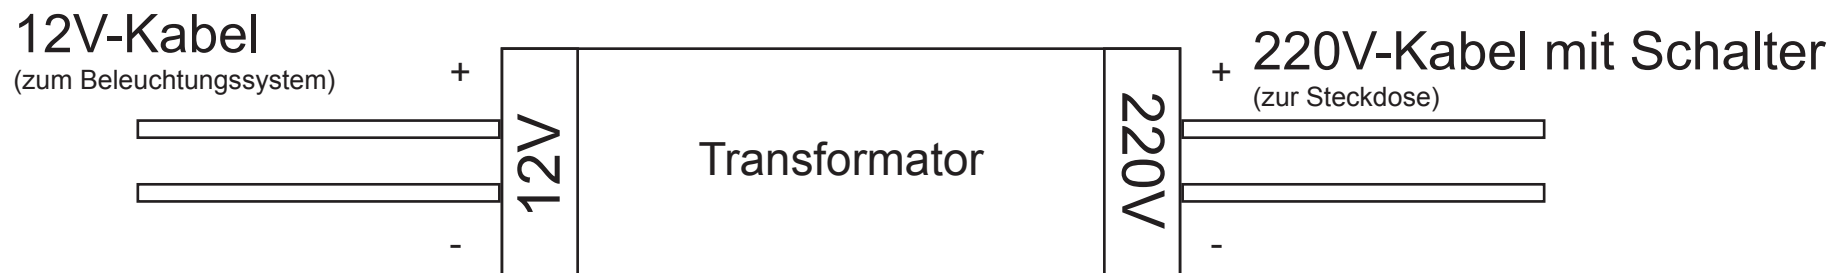 12V-Kabel
(zum Beleuchtungssystem)
+
-
12V
Transformator
220V
+
-
220V-Kabel mit Schalter
(zur Steckdose)